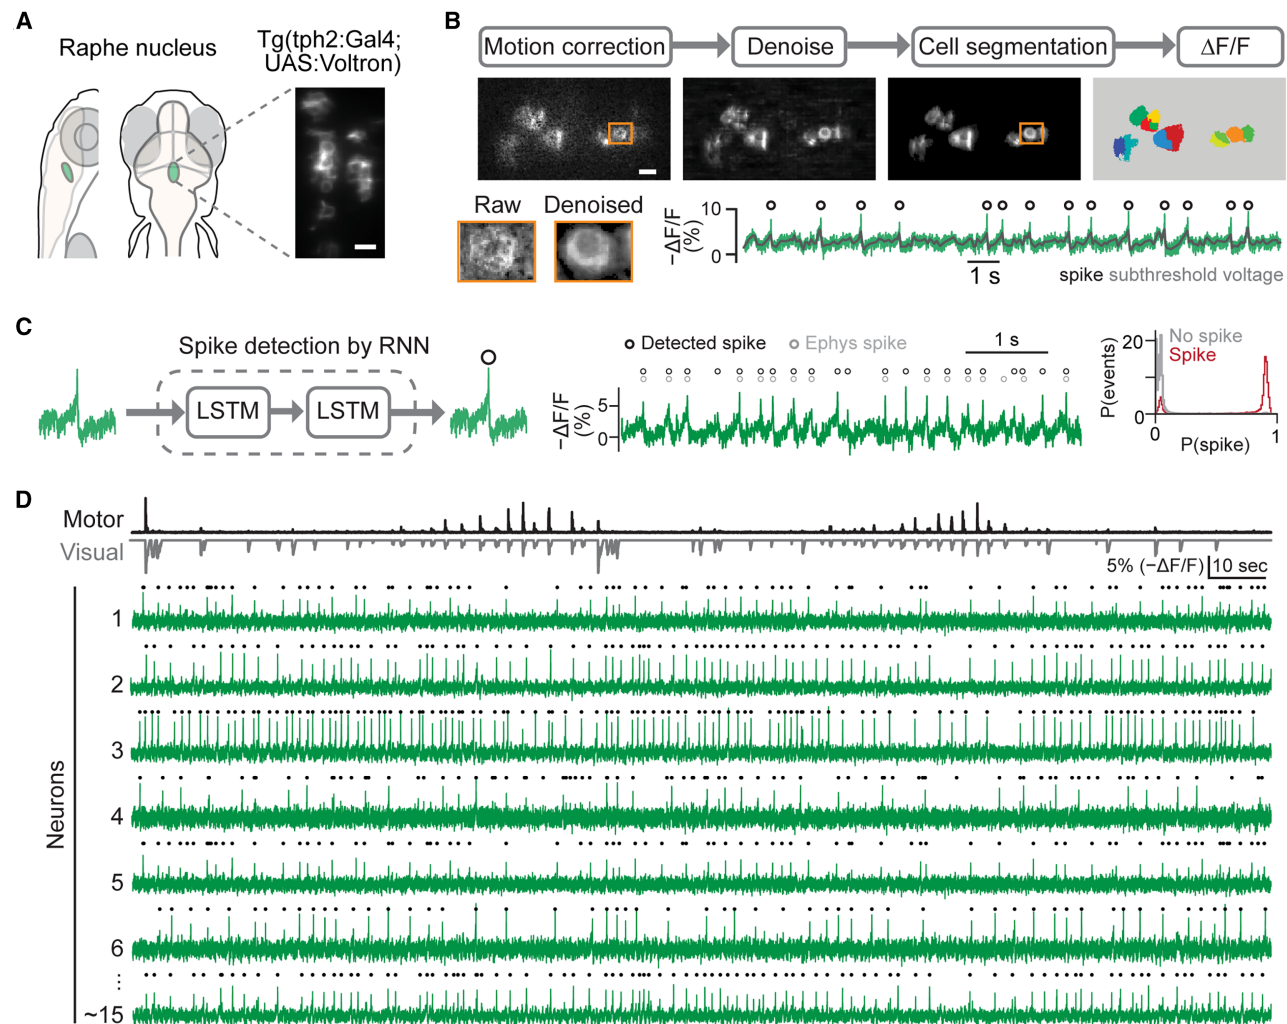 A
Raphe nucleus
Tg(tph2:Gal4;
UAS:Voltron)
B
Motion correction
Denoise
Cell segmentation
ΔF/F
Raw
Denoised
−ΔF/F
(%)
10
0
1 s
spike subthreshold voltage
C
Spike detection by RNN
LSTM
LSTM
Detected spike
Ephys spike
1 s
−ΔF/F
(%)
5
0
No spike
Spike
P(events)
20
0
0
1
P(spike)
D
Motor
Visual
5% (−ΔF/F)
10 sec
Neurons
1
2
3
4
5
6
⋮
~15